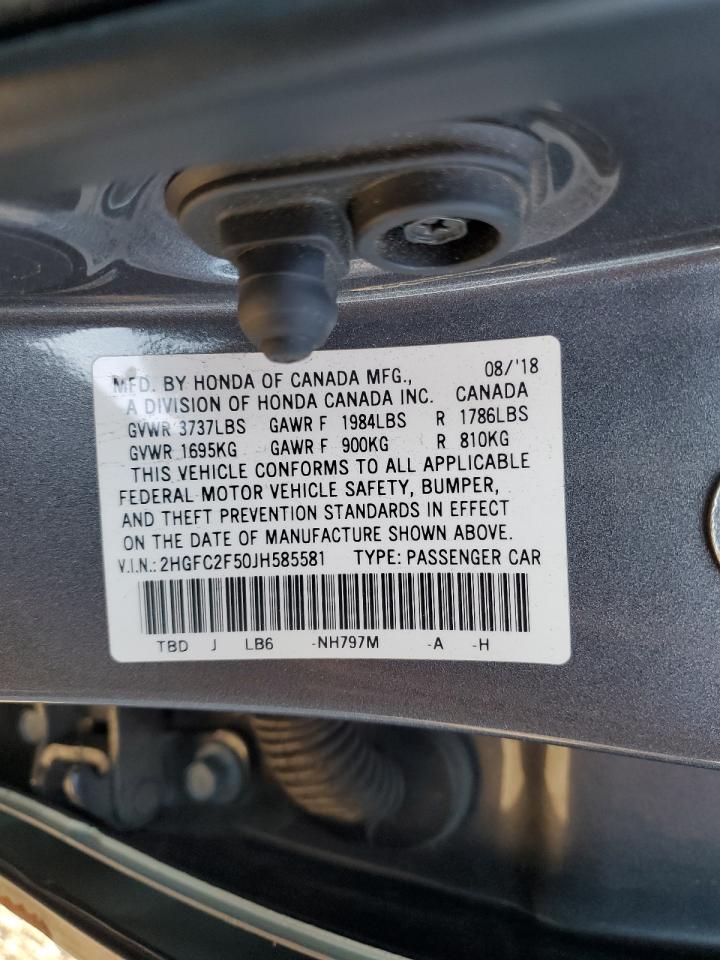 MFD. BY HONDA OF CANADA MFG., 08/'18
A DIVISION OF HONDA CANADA INC. CANADA
GVWR 3737LBS GAWR F 1984LBS R 1786LBS
GVWR 1695KG GAWR F 900KG R 810KG
THIS VEHICLE CONFORMS TO ALL APPLICABLE
FEDERAL MOTOR VEHICLE SAFETY, BUMPER,
AND THEFT PREVENTION STANDARDS IN EFFECT
ON THE DATE OF MANUFACTURE SHOWN ABOVE.
V.I.N.: 2HGFC2F50JH585581 TYPE: PASSENGER CAR
TBD J LB6 -NH797M -A -H